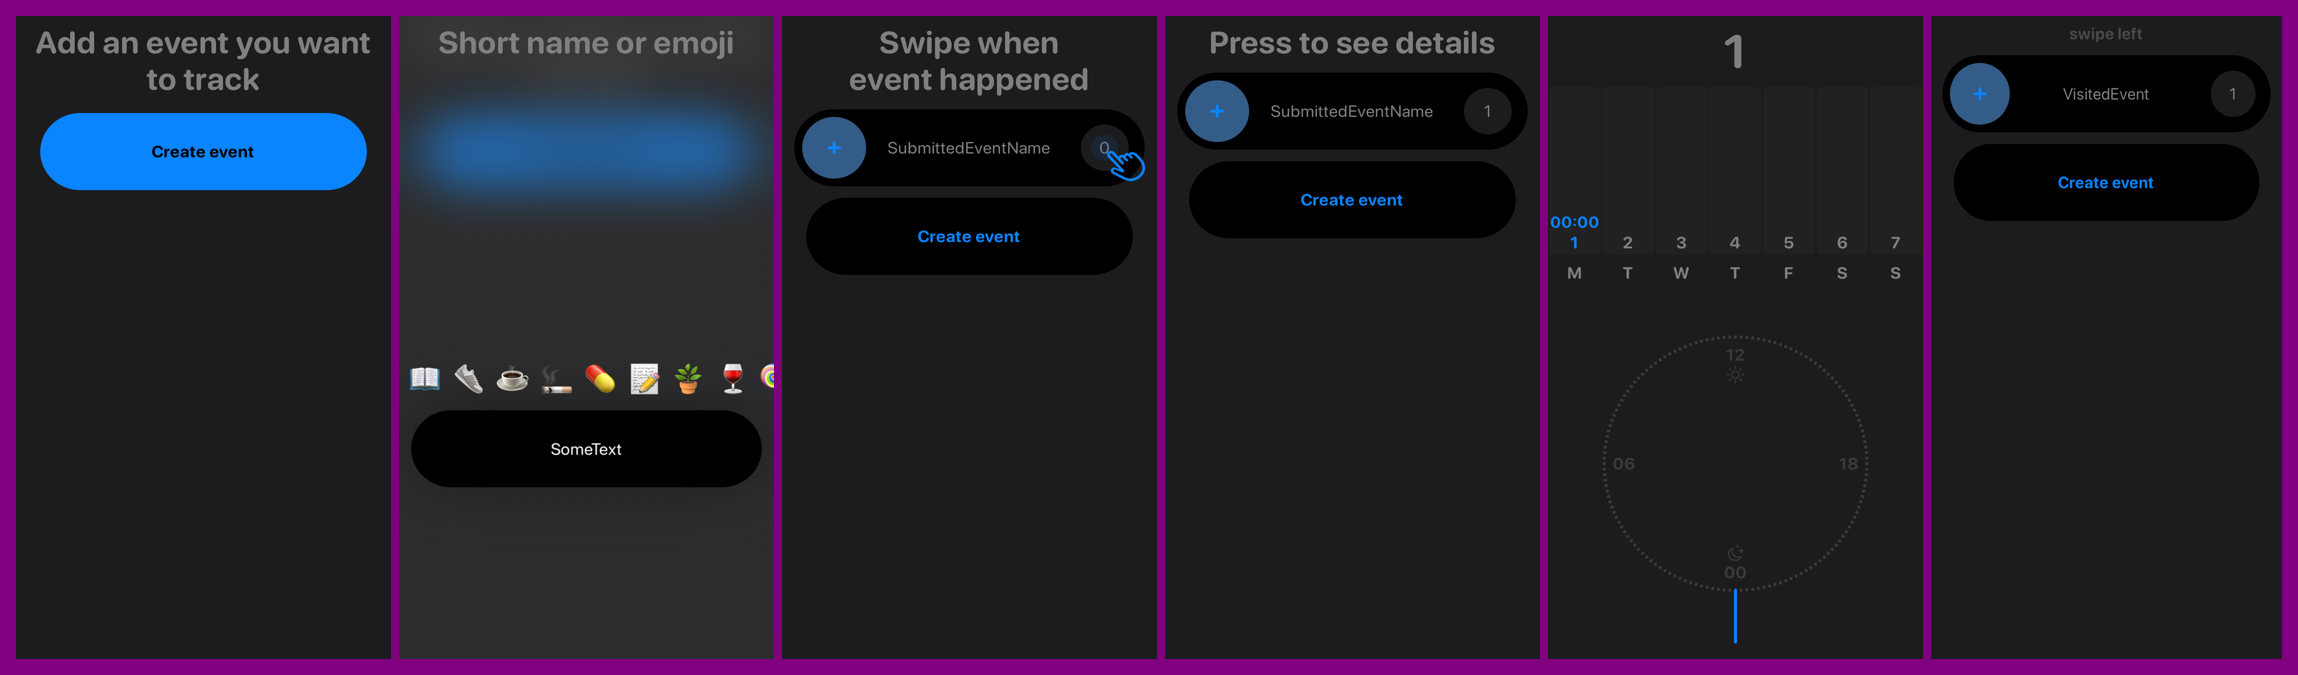 Add an event you want
to track
Create event
Short name or emoji
SomeText
Swipe when
event happened
+
SubmittedEventName
0
Create event
Press to see details
+
SubmittedEventName
1
Create event
1
00:00
1 2 3 4 5 6 7
M T W T F S S
12
06
18
00
swipe left
+
VisitedEvent
1
Create event